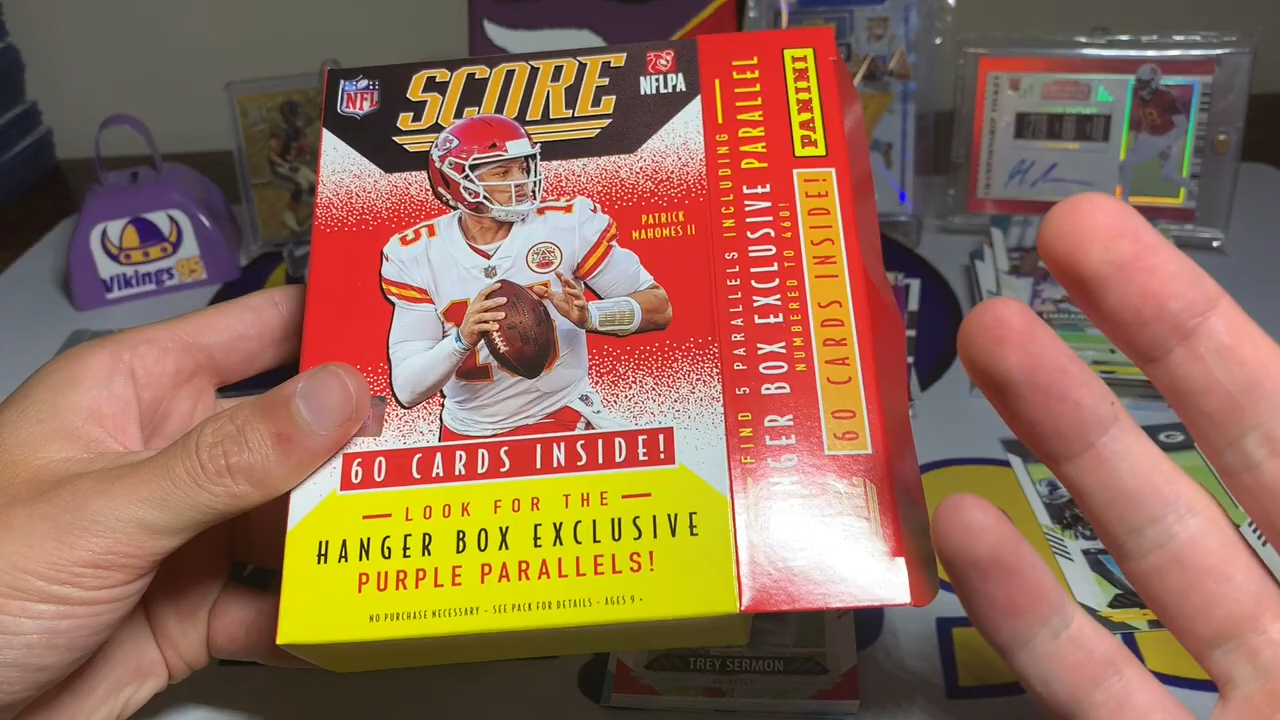 NFL
SCORE
NFLPA
PATRICK
MAHOMES II
15
60 CARDS INSIDE!
LOOK FOR THE
HANGER BOX EXCLUSIVE
PURPLE PARALLELS!
NO PURCHASE NECESSARY - SEE PACK FOR DETAILS - AGES 9+
FIND 5 PARALLELS INCLUDING
NGER BOX EXCLUSIVE PARALLEL
NUMBERED TO 460!
60 CARDS INSIDE!
PANINI
Vikings
TREY SERMON